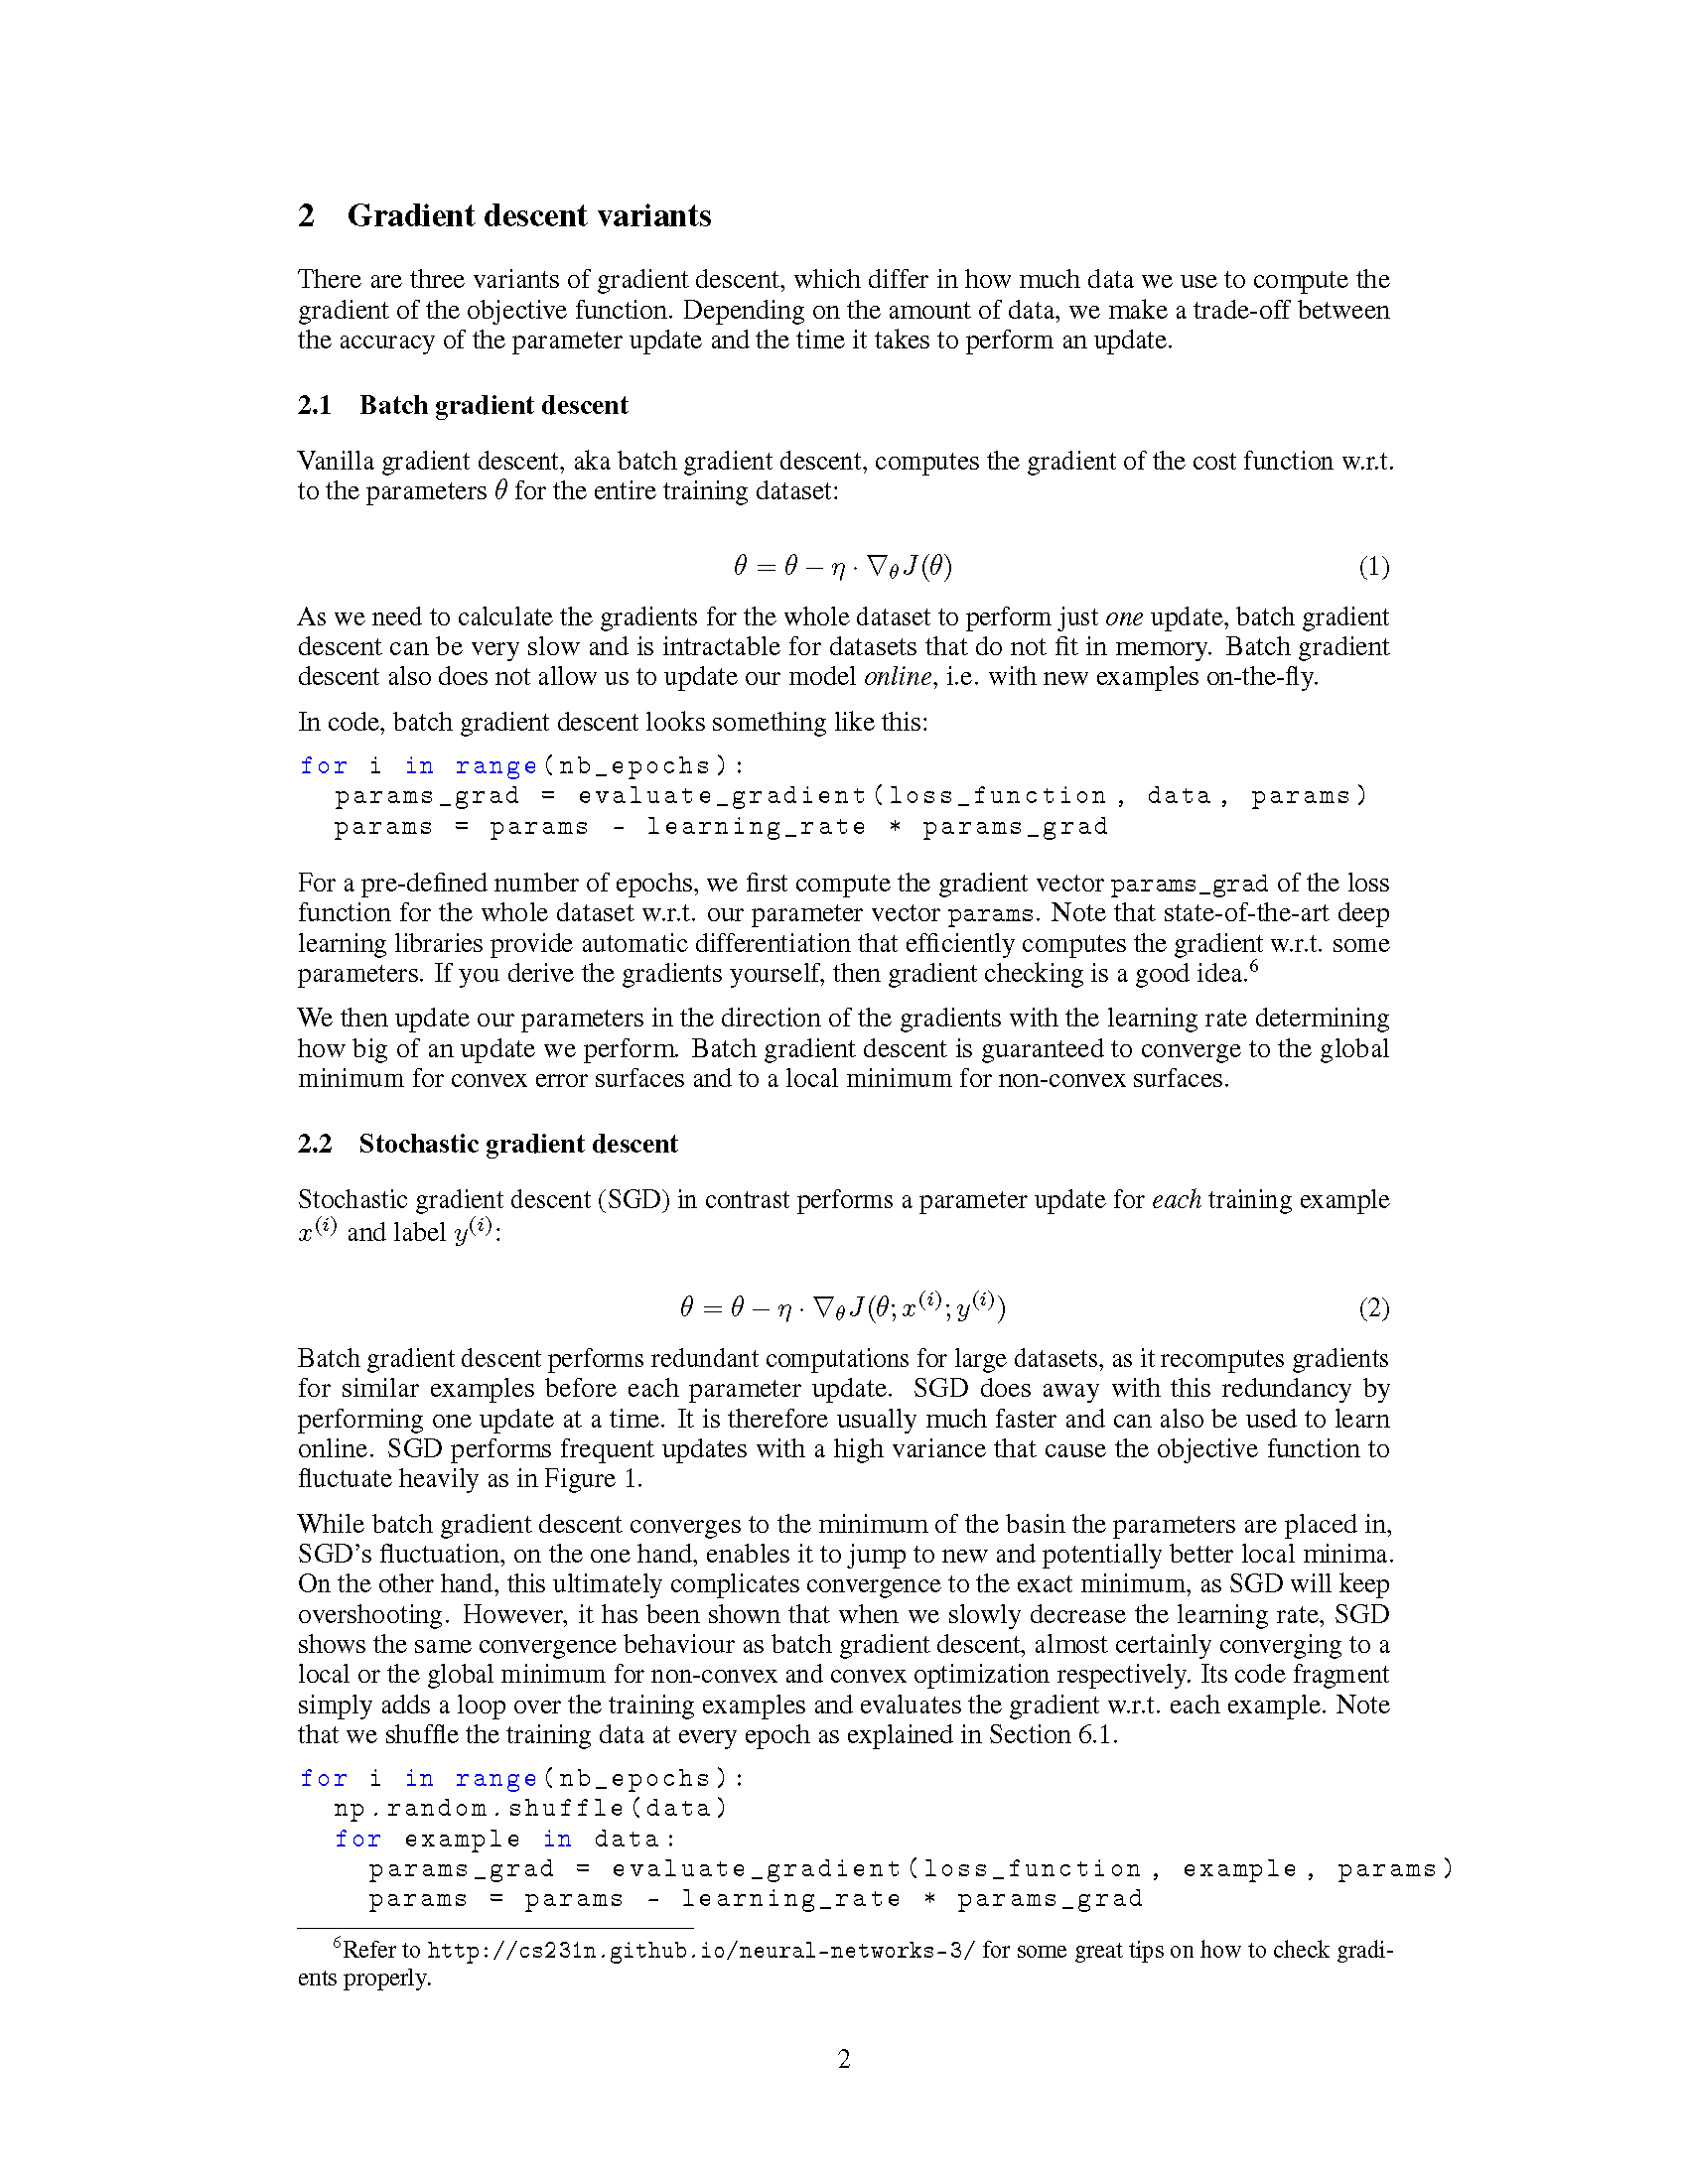 2 Gradient descent variants
There are three variants of gradient descent, which differ in how much data we use to compute the
gradient of the objective function. Depending on the amount of data, we make a trade-off between
the accuracy of the parameter update and the time it takes to perform an update.
2.1 Batch gradient descent
Vanilla gradient descent, aka batch gradient descent, computes the gradient of the cost function w.r.t.
to the parameters θ for the entire training dataset:
θ = θ − η · ∇θJ(θ) (1)
As we need to calculate the gradients for the whole dataset to perform just one update, batch gradient
descent can be very slow and is intractable for datasets that do not fit in memory. Batch gradient
descent also does not allow us to update our model online, i.e. with new examples on-the-fly.
In code, batch gradient descent looks something like this:
for i in range(nb_epochs):
  params_grad = evaluate_gradient(loss_function, data, params)
  params = params - learning_rate * params_grad
For a pre-defined number of epochs, we first compute the gradient vector params_grad of the loss
function for the whole dataset w.r.t. our parameter vector params. Note that state-of-the-art deep
learning libraries provide automatic differentiation that efficiently computes the gradient w.r.t. some
parameters. If you derive the gradients yourself, then gradient checking is a good idea.⁶
We then update our parameters in the direction of the gradients with the learning rate determining
how big of an update we perform. Batch gradient descent is guaranteed to converge to the global
minimum for convex error surfaces and to a local minimum for non-convex surfaces.
2.2 Stochastic gradient descent
Stochastic gradient descent (SGD) in contrast performs a parameter update for each training example
x⁽ⁱ⁾ and label y⁽ⁱ⁾:
θ = θ − η · ∇θJ(θ; x⁽ⁱ⁾; y⁽ⁱ⁾) (2)
Batch gradient descent performs redundant computations for large datasets, as it recomputes gradients
for similar examples before each parameter update. SGD does away with this redundancy by
performing one update at a time. It is therefore usually much faster and can also be used to learn
online. SGD performs frequent updates with a high variance that cause the objective function to
fluctuate heavily as in Figure 1.
While batch gradient descent converges to the minimum of the basin the parameters are placed in,
SGD's fluctuation, on the one hand, enables it to jump to new and potentially better local minima.
On the other hand, this ultimately complicates convergence to the exact minimum, as SGD will keep
overshooting. However, it has been shown that when we slowly decrease the learning rate, SGD
shows the same convergence behaviour as batch gradient descent, almost certainly converging to a
local or the global minimum for non-convex and convex optimization respectively. Its code fragment
simply adds a loop over the training examples and evaluates the gradient w.r.t. each example. Note
that we shuffle the training data at every epoch as explained in Section 6.1.
for i in range(nb_epochs):
  np.random.shuffle(data)
  for example in data:
    params_grad = evaluate_gradient(loss_function, example, params)
    params = params - learning_rate * params_grad
⁶Refer to http://cs231n.github.io/neural-networks-3/ for some great tips on how to check gradi-
ents properly.
2